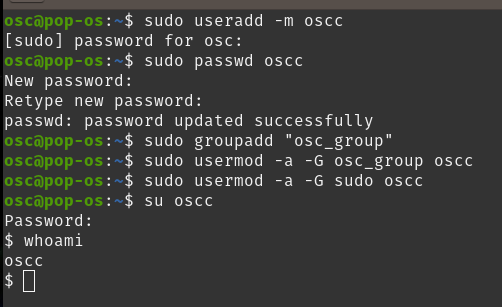 osc@pop-os:~$ sudo useradd -m oscc
[sudo] password for osc:
osc@pop-os:~$ sudo passwd oscc
New password:
Retype new password:
passwd: password updated successfully
osc@pop-os:~$ sudo groupadd "osc_group"
osc@pop-os:~$ sudo usermod -a -G osc_group oscc
osc@pop-os:~$ sudo usermod -a -G sudo oscc
osc@pop-os:~$ su oscc
Password:
$ whoami
oscc
$